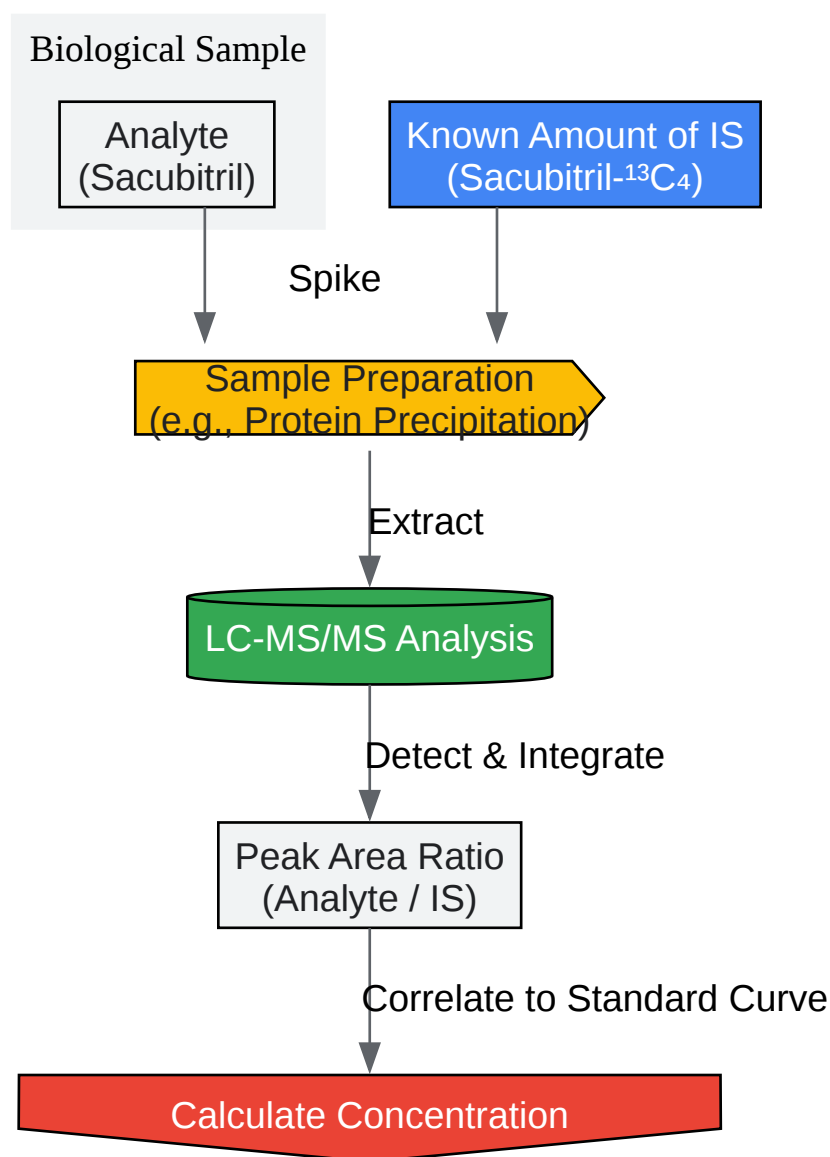 Biological Sample
Analyte
(Sacubitril)
Known Amount of IS
(Sacubitril-¹³C₄)
Spike
Sample Preparation
(e.g., Protein Precipitation)
Extract
LC-MS/MS Analysis
Detect & Integrate
Peak Area Ratio
(Analyte / IS)
Correlate to Standard Curve
Calculate Concentration